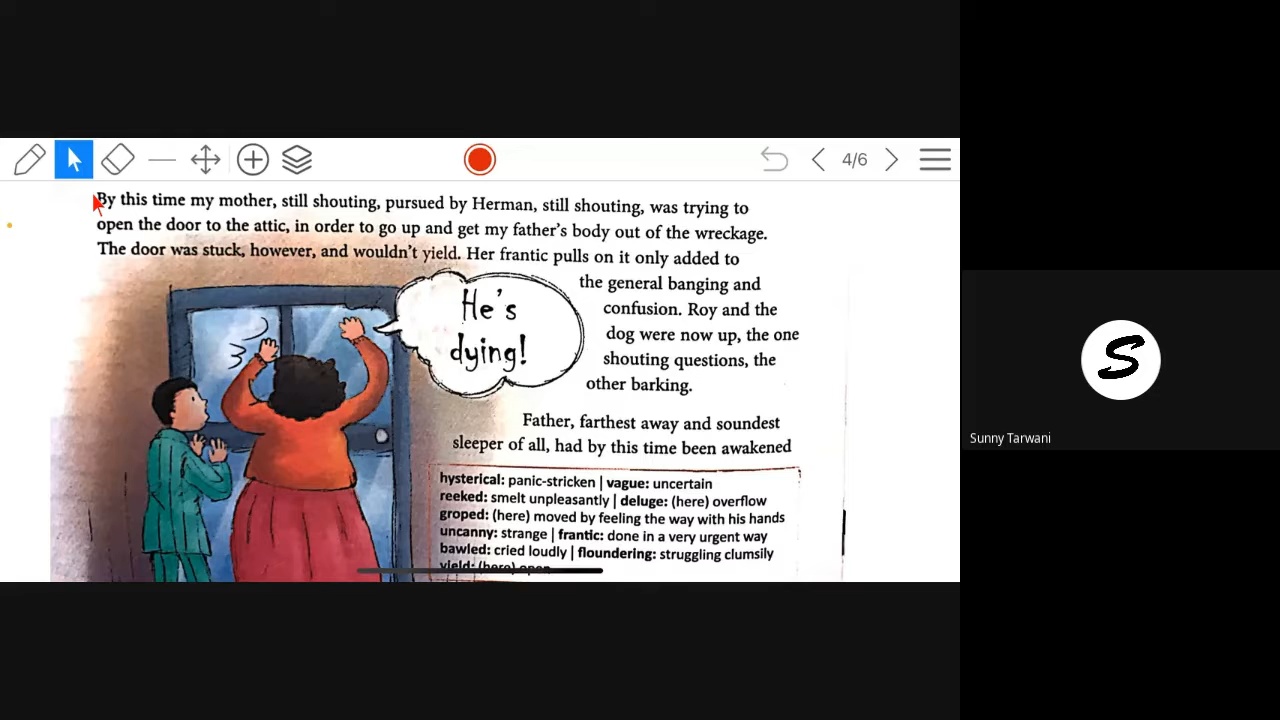 4/6
By this time my mother, still shouting, pursued by Herman, still shouting, was trying to
open the door to the attic, in order to go up and get my father's body out of the wreckage.
The door was stuck, however, and wouldn't yield. Her frantic pulls on it only added to
the general banging and
confusion. Roy and the
dog were now up, the one
shouting questions, the
other barking.
He's
dying!
Father, farthest away and soundest
sleeper of all, had by this time been awakened
hysterical: panic-stricken | vague: uncertain
reeked: smelt unpleasantly | deluge: (here) overflow
groped: (here) moved by feeling the way with his hands
uncanny: strange | frantic: done in a very urgent way
bawled: cried loudly | floundering: struggling clumsily
yield: (here) open
S
Sunny Tarwani